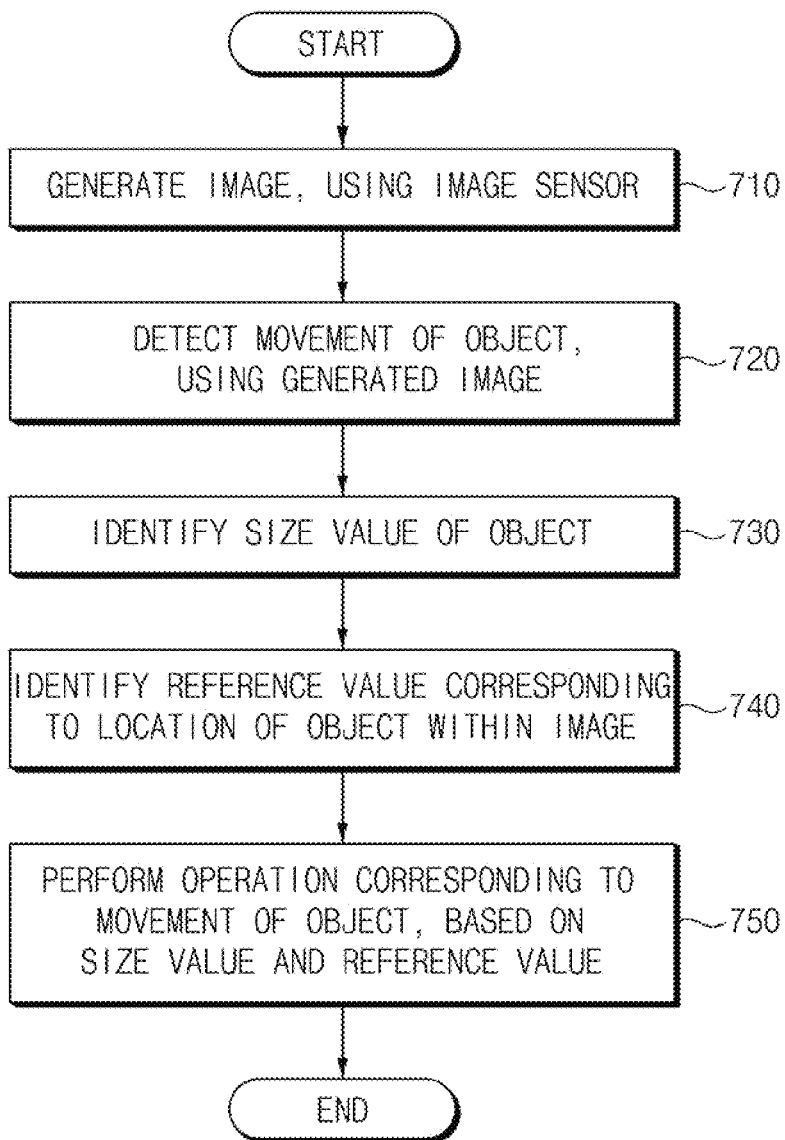 START
GENERATE IMAGE, USING IMAGE SENSOR
710
DETECT MOVEMENT OF OBJECT,
USING GENERATED IMAGE
720
IDENTIFY SIZE VALUE OF OBJECT
730
IDENTIFY REFERENCE VALUE CORRESPONDING
TO LOCATION OF OBJECT WITHIN IMAGE
740
PERFORM OPERATION CORRESPONDING TO
MOVEMENT OF OBJECT, BASED ON
SIZE VALUE AND REFERENCE VALUE
750
END